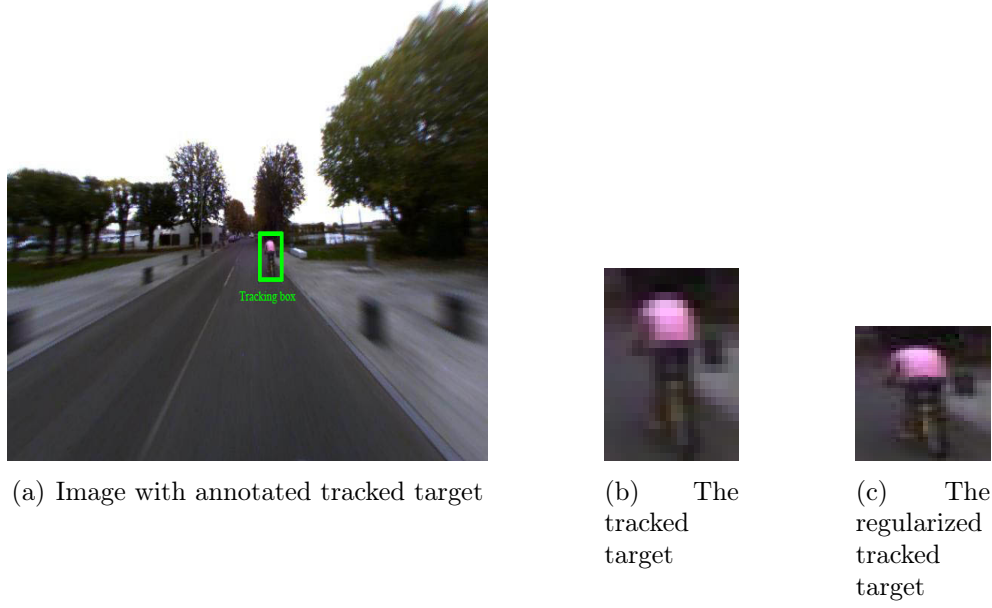 Tracking box
(a) Image with annotated tracked target
(b) The
tracked
target
(c) The
regularized
tracked
target